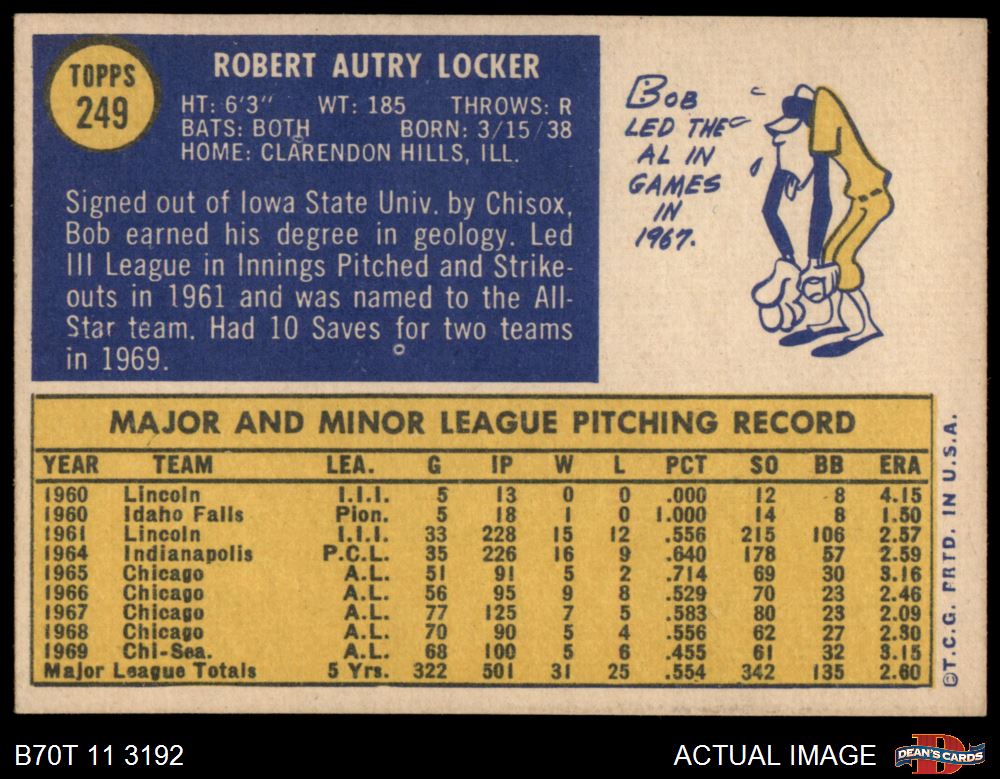 TOPPS
249
ROBERT AUTRY LOCKER
HT: 6'3" WT: 185 THROWS: R
BATS: BOTH BORN: 3/15/38
HOME: CLARENDON HILLS, ILL.
Signed out of Iowa State Univ. by Chisox,
Bob earned his degree in geology. Led
III League in Innings Pitched and Strike-
outs in 1961 and was named to the All-
Star team. Had 10 Saves for two teams
in 1969.
BOB
LED THE
AL IN
GAMES
IN
1967.
MAJOR AND MINOR LEAGUE PITCHING RECORD
YEAR TEAM LEA. G IP W L PCT SO BB ERA
1960 Lincoln I.I.I. 5 13 0 0 .000 12 8 4.15
1960 Idaho Falls Pion. 5 18 1 0 1.000 14 8 1.50
1961 Lincoln I.I.I. 33 228 15 12 .556 215 106 2.57
1964 Indianapolis P.C.L. 35 226 16 9 .640 178 57 2.59
1965 Chicago A.L. 51 91 5 2 .714 69 30 3.16
1966 Chicago A.L. 56 95 9 8 .529 70 23 2.46
1967 Chicago A.L. 77 125 7 5 .583 80 23 2.09
1968 Chicago A.L. 70 90 5 4 .556 62 27 2.30
1969 Chi-Sea. A.L. 68 100 5 6 .455 61 32 3.15
Major League Totals 5 Yrs. 322 501 31 25 .554 342 135 2.60
©T.C.G. PRTD. IN U.S.A.
B70T 11 3192
ACTUAL IMAGE
DEAN'S CARDS